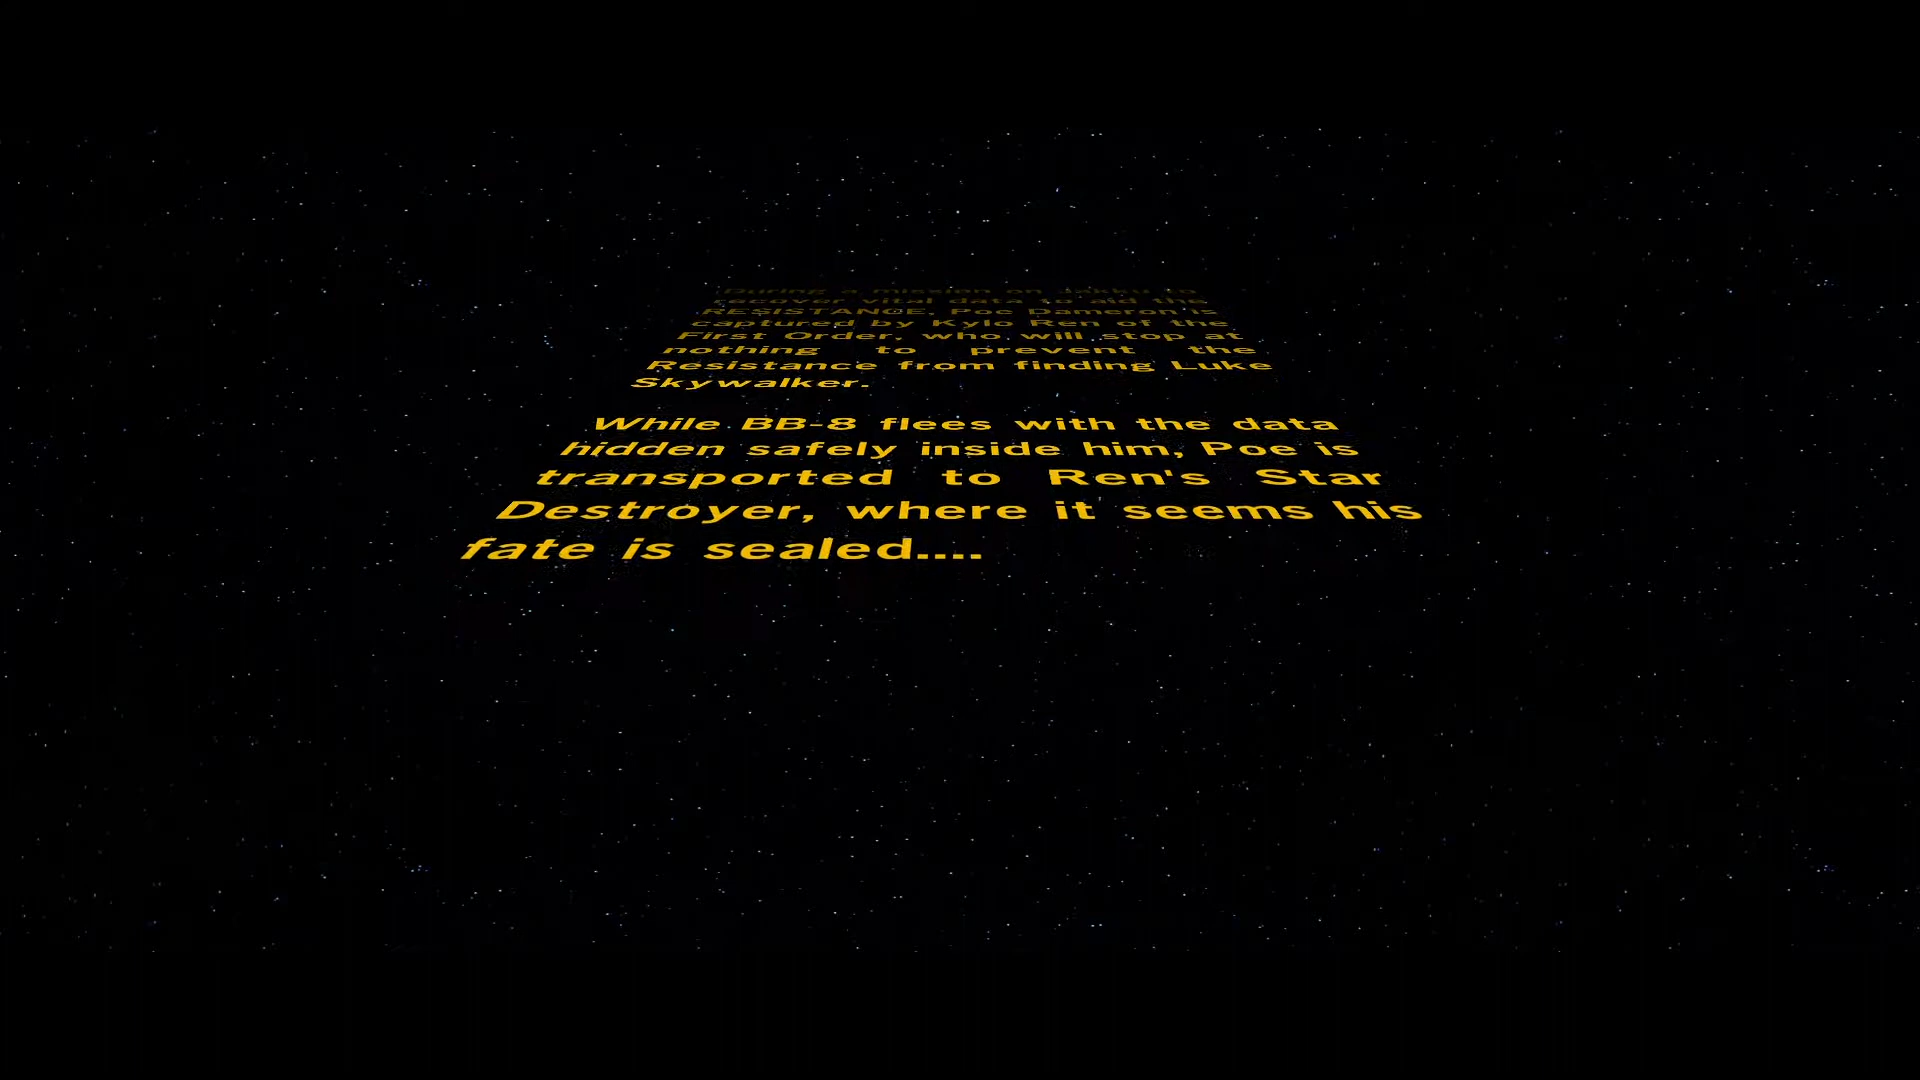 During a mission on Jakku to
recover vital data to aid the
RESISTANCE, Poe Dameron is
captured by Kylo Ren of the
First Order, who will stop at
nothing to prevent the
Resistance from finding Luke
Skywalker.
While BB-8 flees with the data
hidden safely inside him, Poe is
transported to Ren's Star
Destroyer, where it seems his
fate is sealed....